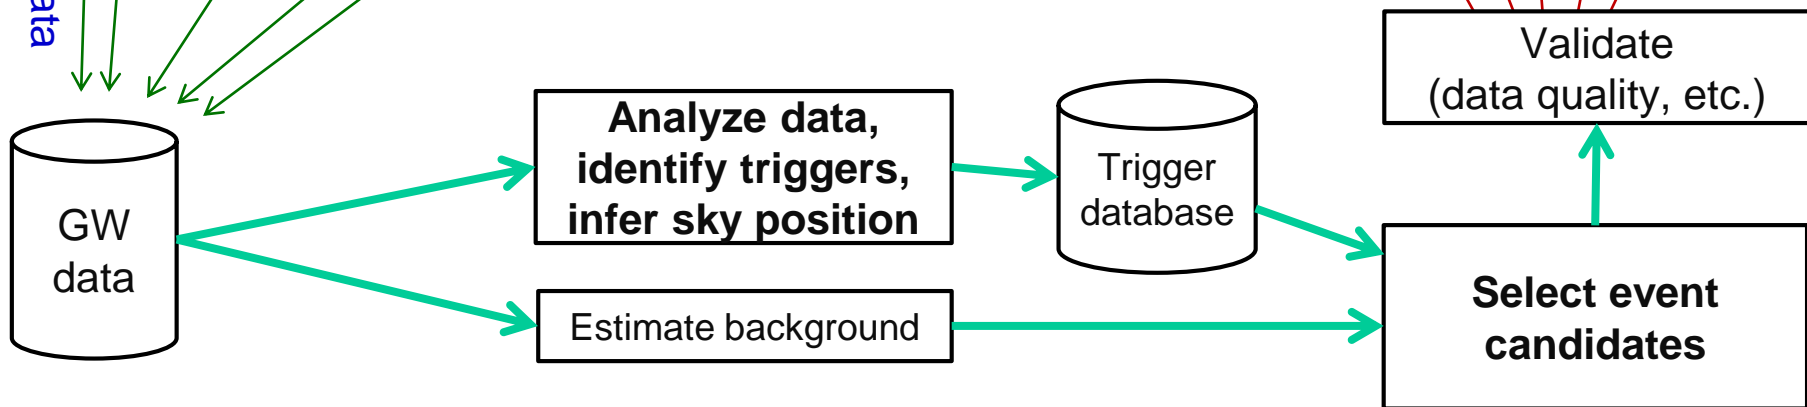 ata
GW
data
Analyze data,
identify triggers,
infer sky position
Estimate background
Trigger
database
Validate
(data quality, etc.)
Select event
candidates